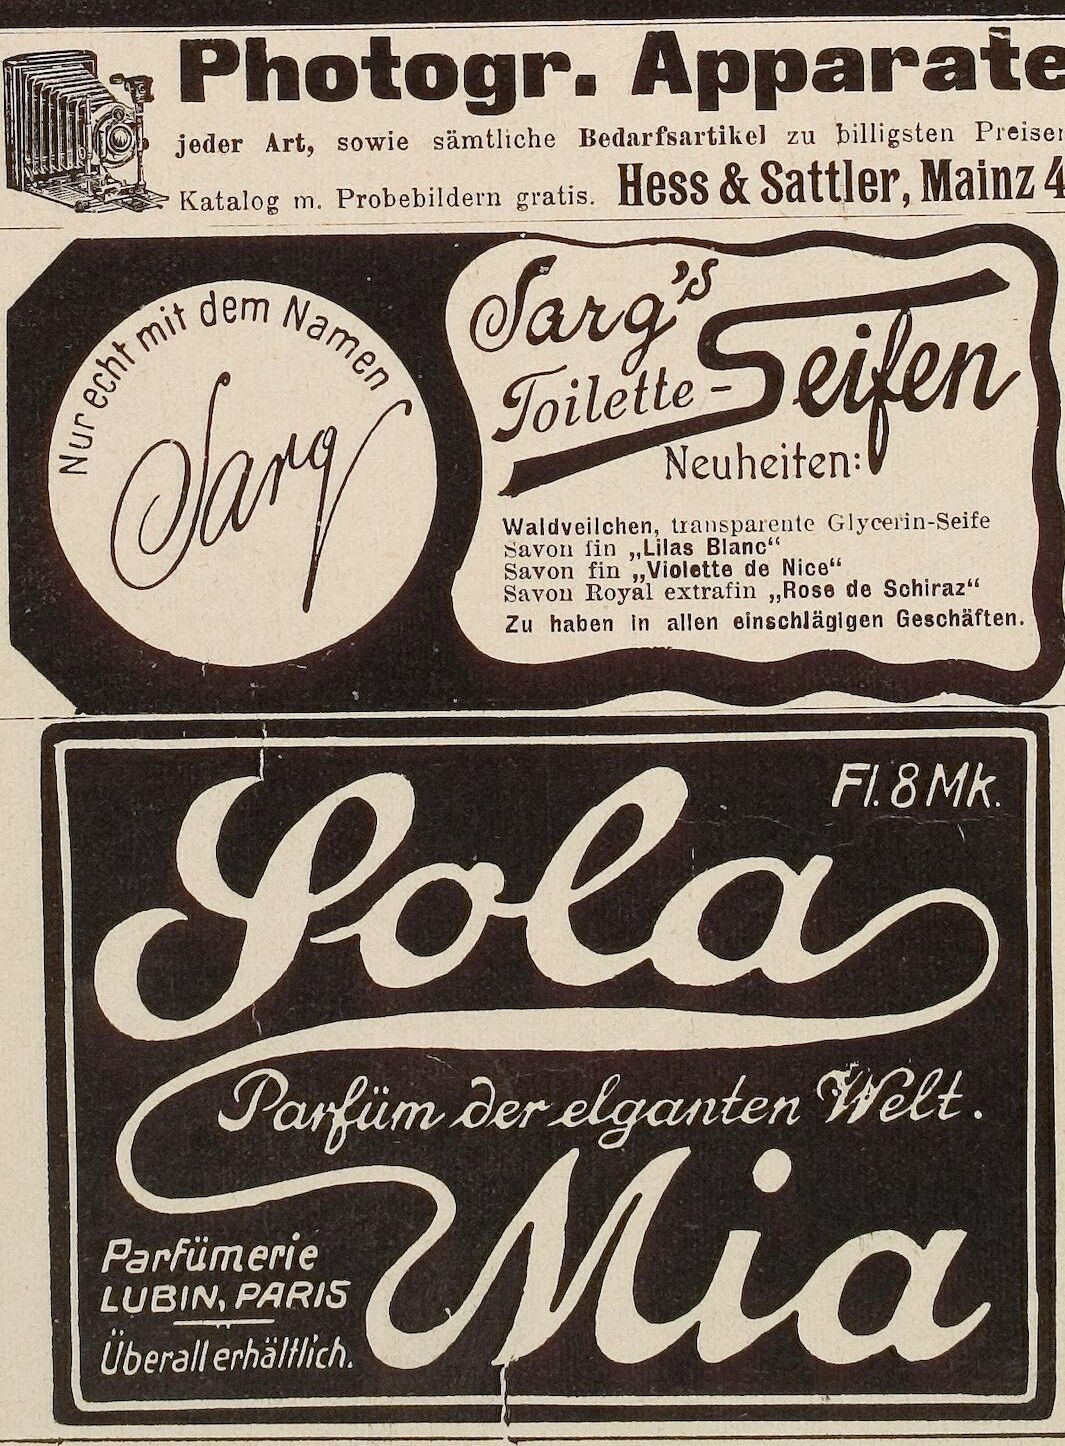 Photogr. Apparate
jeder Art, sowie sämtliche Bedarfsartikel zu billigsten Preisen
Katalog m. Probebildern gratis. Hess & Sattler, Mainz 4
Nur echt mit dem Namen
Sarg
Sarg's
Toilette-Seifen
Neuheiten:
Waldveilchen, transparente Glycerin-Seife
Savon fin „Lilas Blanc“
Savon fin „Violette de Nice“
Savon Royal extrafin „Rose de Schiraz“
Zu haben in allen einschlägigen Geschäften.
Fl. 8 Mk.
Sola
Parfüm der elganten Welt.
Mia
Parfümerie
LUBIN, PARIS
Überall erhältlich.